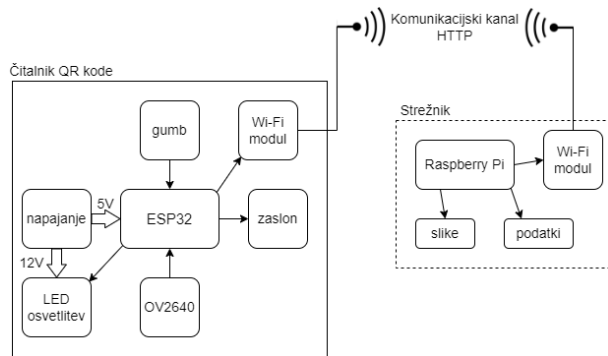 Komunikacijski kanal
HTTP
Čitalnik QR kode
gumb
Wi-Fi
modul
napajanje
5V
ESP32
zaslon
12V
LED
osvetlitev
OV2640
Strežnik
Raspberry Pi
Wi-Fi
modul
slike
podatki